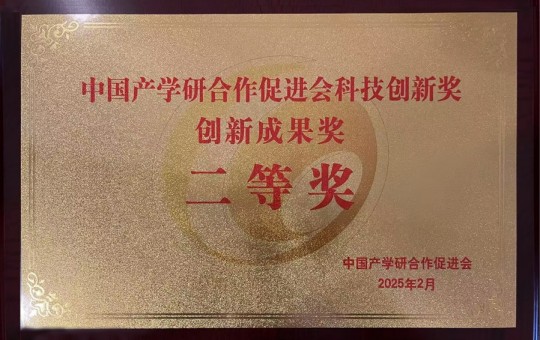 中国产学研合作促进会科技创新奖
创新成果奖
二等奖
中国产学研合作促进会
2025年2月